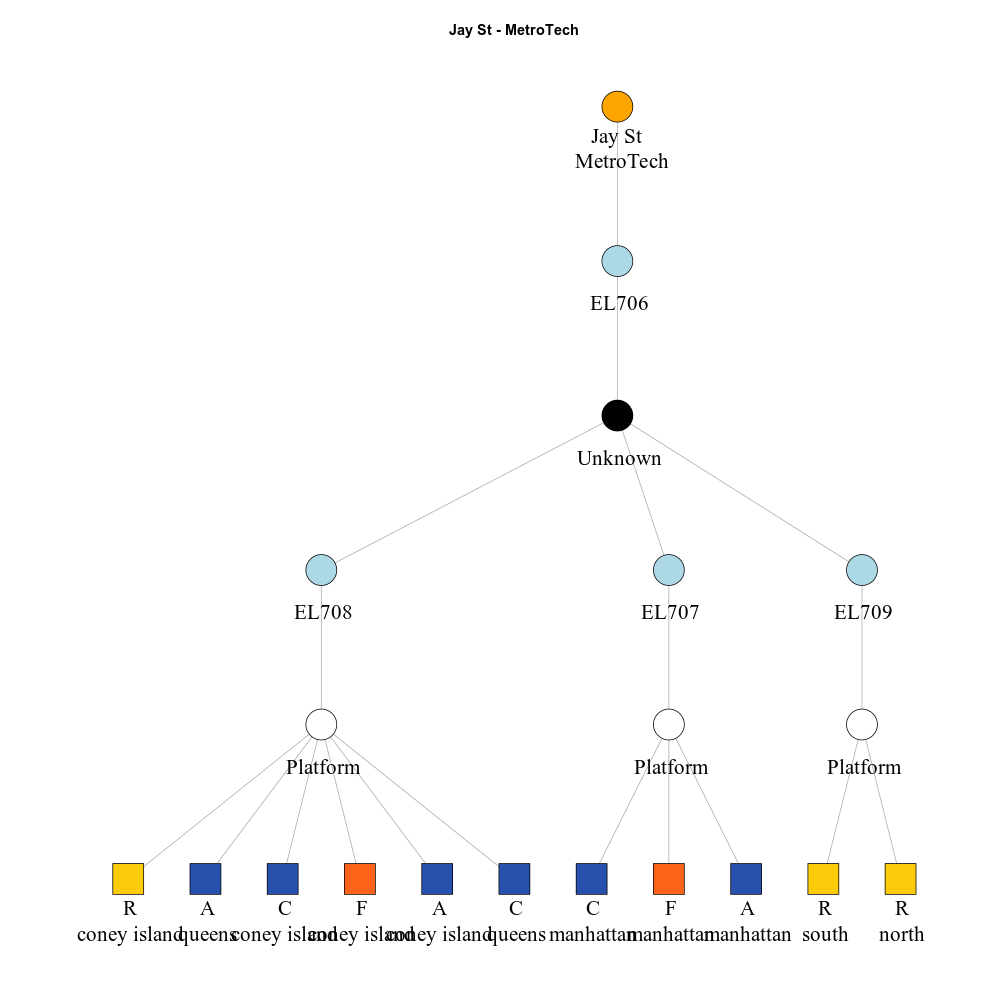 Jay St - MetroTech
Jay St
MetroTech
EL706
Unknown
EL708 EL707 EL709
Platform Platform Platform
R A C F A C C F A R R
coney island queens coney island coney island coney island queens manhattan manhattan manhattan south north